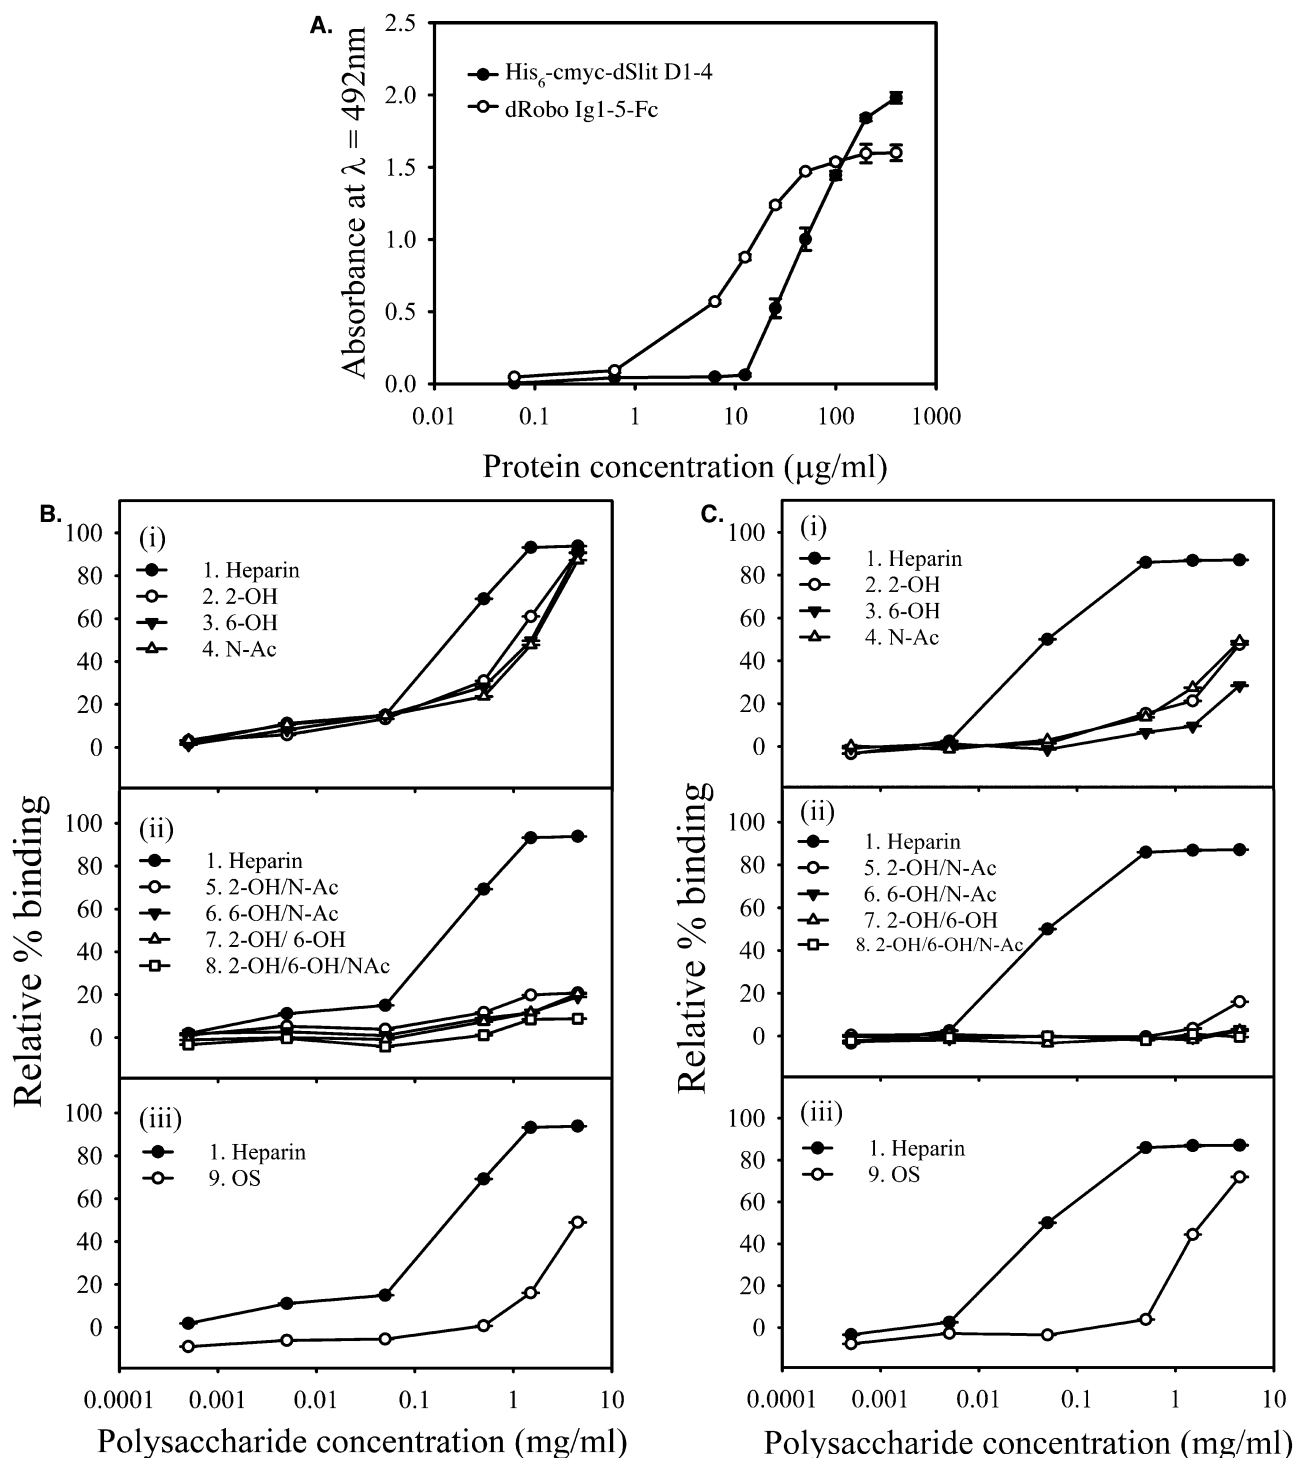 A.
2.5
2.0
1.5
1.0
0.5
0.0
Absorbance at λ = 492nm
His6-cmyc-dSlit D1-4
dRobo Ig1-5-Fc
0.01 0.1 1 10 100 1000
Protein concentration (µg/ml)
B.
Relative % binding
(i)
100
80
60
40
20
0
1. Heparin
2. 2-OH
3. 6-OH
4. N-Ac
(ii)
100
80
60
40
20
0
1. Heparin
5. 2-OH/N-Ac
6. 6-OH/N-Ac
7. 2-OH/ 6-OH
8. 2-OH/6-OH/NAc
(iii)
100
80
60
40
20
0
1. Heparin
9. OS
0.0001 0.001 0.01 0.1 1 10
Polysaccharide concentration (mg/ml)
C.
Relative % binding
(i)
100
80
60
40
20
0
1. Heparin
2. 2-OH
3. 6-OH
4. N-Ac
(ii)
100
80
60
40
20
0
1. Heparin
5. 2-OH/N-Ac
6. 6-OH/N-Ac
7. 2-OH/6-OH
8. 2-OH/6-OH/N-Ac
(iii)
100
80
60
40
20
0
1. Heparin
9. OS
0.0001 0.001 0.01 0.1 1 10
Polysaccharide concentration (mg/ml)